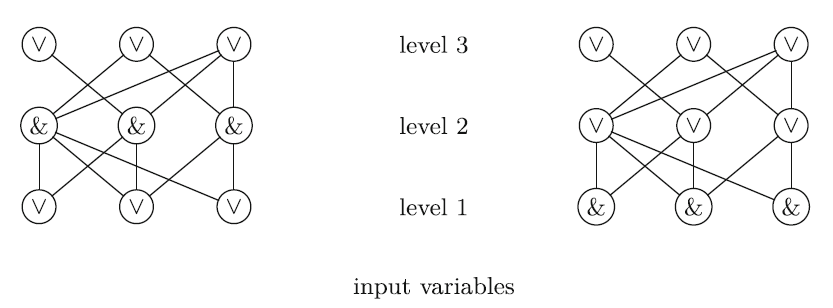 ∨ ∨ ∨ level 3 ∨ ∨ ∨
& & & level 2 ∨ ∨ ∨
∨ ∨ ∨ level 1 & & &
input variables